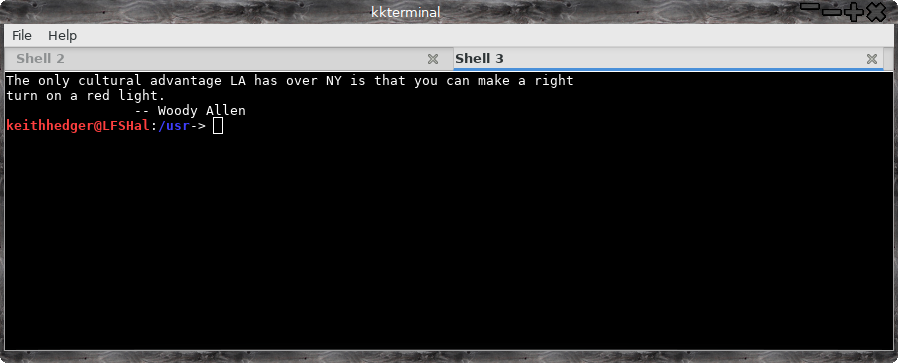 kkterminal
File Help
Shell 2 Shell 3
The only cultural advantage LA has over NY is that you can make a right
turn on a red light.
-- Woody Allen
keithhedger@LFSHal:/usr->